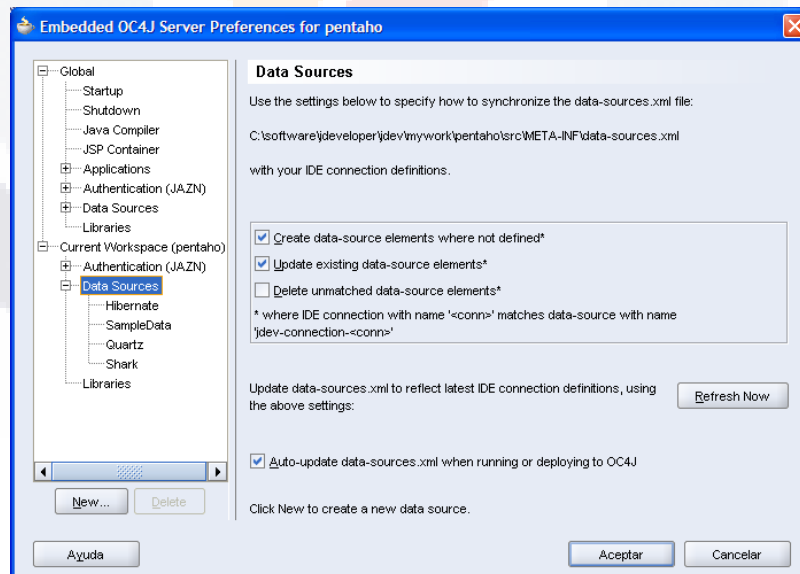 Embedded OC4J Server Preferences for pentaho
Global
Startup
Shutdown
Java Compiler
JSP Container
Applications
Authentication (JAZN)
Data Sources
Libraries
Current Workspace (pentaho)
Authentication (JAZN)
Data Sources
Hibernate
SampleData
Quartz
Shark
Libraries
New...
Delete
Data Sources
Use the settings below to specify how to synchronize the data-sources.xml file:
C:\software\jdeveloper\jdev\mywork\pentaho\src\META-INF\data-sources.xml
with your IDE connection definitions.
Create data-source elements where not defined*
Update existing data-source elements*
Delete unmatched data-source elements*
* where IDE connection with name '<conn>' matches data-source with name
'jdev-connection-<conn>'
Update data-sources.xml to reflect latest IDE connection definitions, using
the above settings:
Refresh Now
Auto-update data-sources.xml when running or deploying to OC4J
Click New to create a new data source.
Ayuda
Aceptar
Cancelar